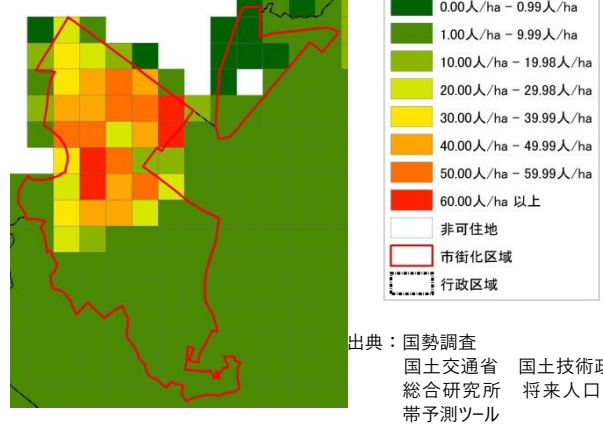 0.00人/ha - 0.99人/ha
1.00人/ha - 9.99人/ha
10.00人/ha - 19.98人/ha
20.00人/ha - 29.98人/ha
30.00人/ha - 39.99人/ha
40.00人/ha - 49.99人/ha
50.00人/ha - 59.99人/ha
60.00人/ha 以上
非可住地
市街化区域
行政区域
出典：国勢調査
国土交通省　国土技術政
総合研究所　将来人口
帯予測ツール